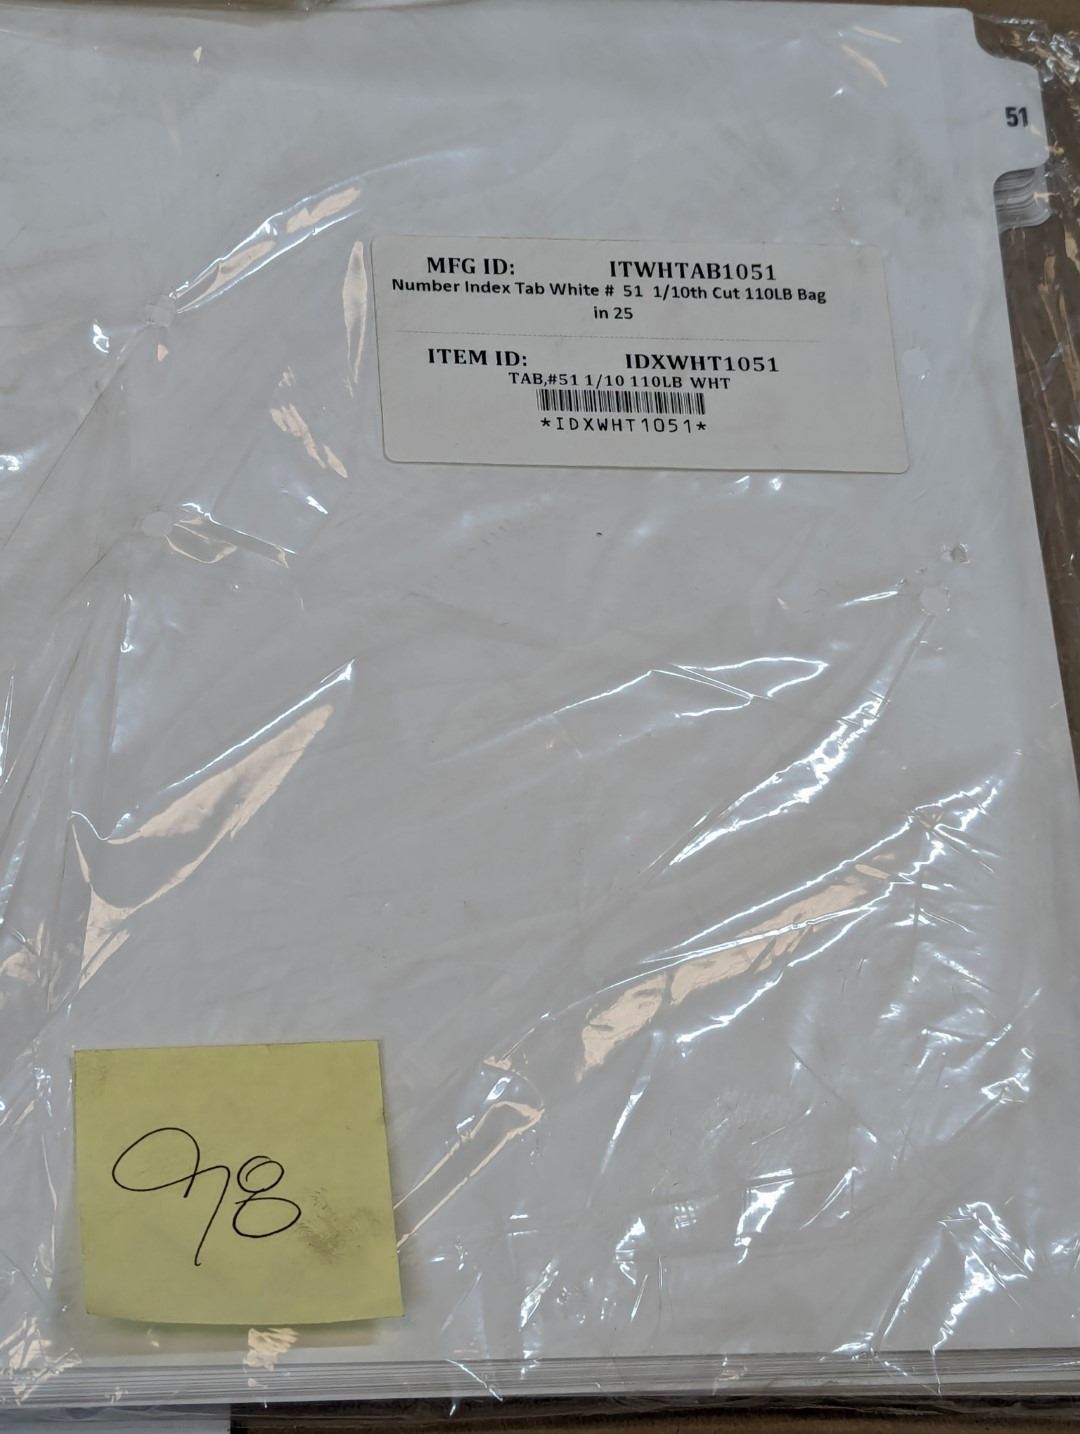 51
MFG ID: ITWHTAB1051
Number Index Tab White # 51 1/10th Cut 110LB Bag
in 25
ITEM ID: IDXWHT1051
TAB,#51 1/10 110LB WHT
*IDXWHT1051*
98